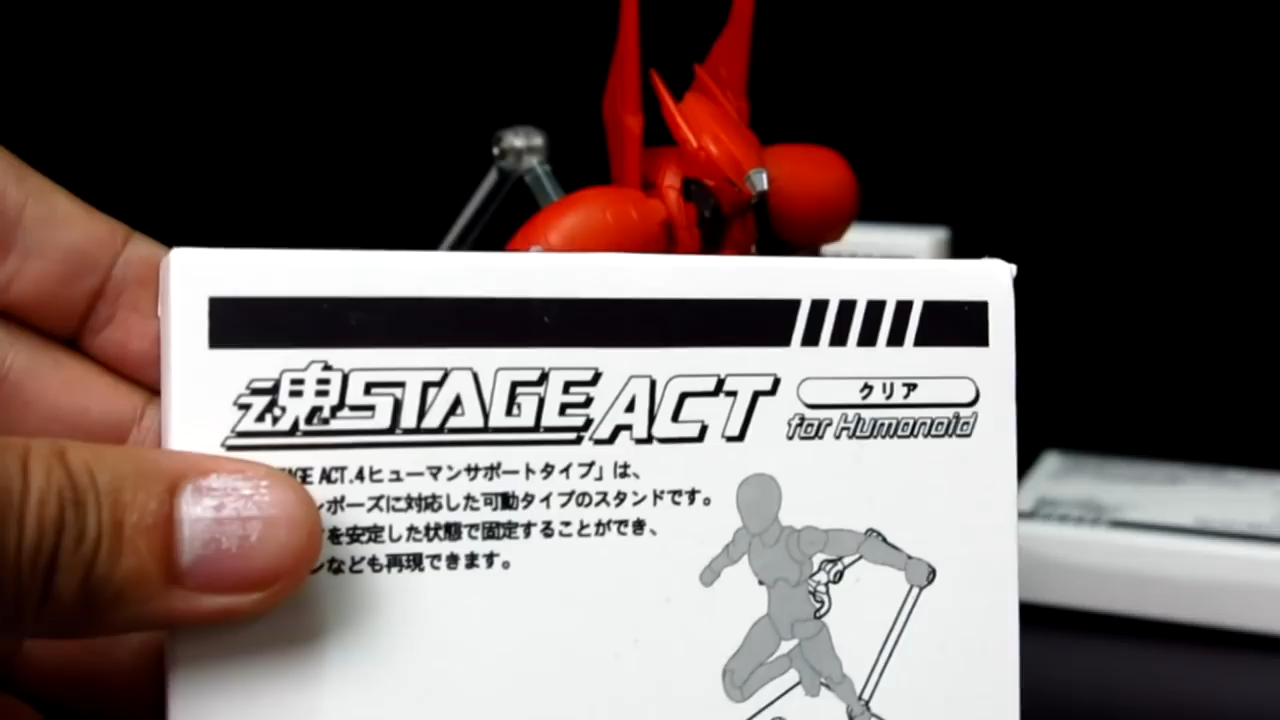 魂STAGE ACT
クリア
for Humanoid
ACT.4ヒューマンサポートタイプ」は、
ポーズに対応した可動タイプのスタンドです。
を安定した状態で固定することができ、
なども再現できます。